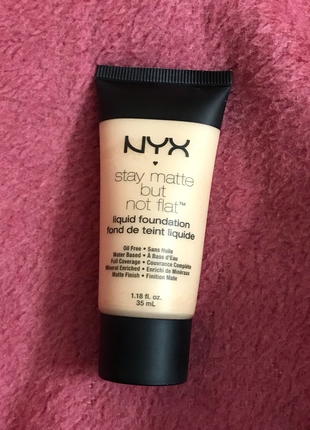 NYX
stay matte
but
not flat™
liquid foundation
fond de teint liquide
Oil Free • Sans Huile
Water Based • À Base d'Eau
Full Coverage • Couvrance Complète
Mineral Enriched • Enrichi de Minéraux
Matte Finish • Finition Mate
1.18 fl. oz.
35 mL